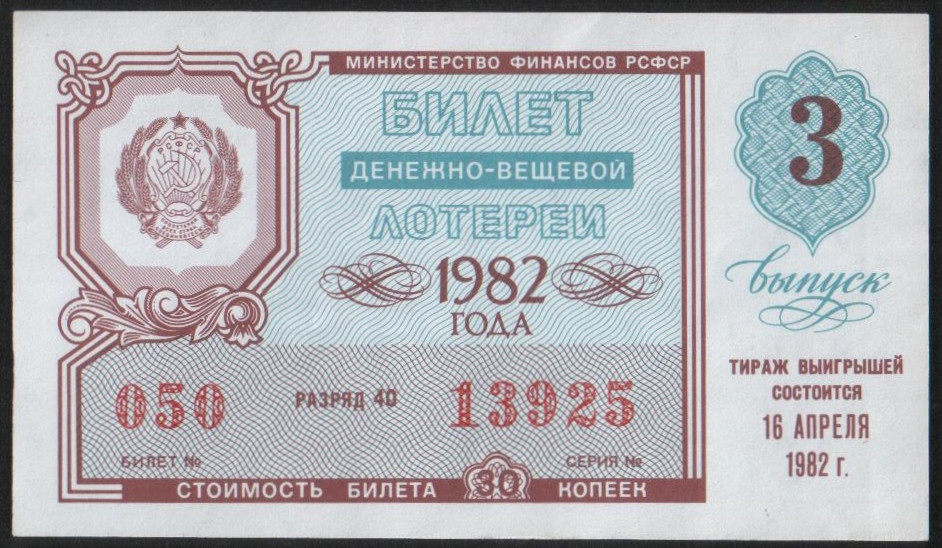 МИНИСТЕРСТВО ФИНАНСОВ РСФСР
БИЛЕТ
ДЕНЕЖНО-ВЕЩЕВОЙ
ЛОТЕРЕИ
1982
ГОДА
РСФСР
050
РАЗРЯД 40
13925
БИЛЕТ №
СЕРИЯ №
СТОИМОСТЬ БИЛЕТА 30 КОПЕЕК
3
выпуск
ТИРАЖ ВЫИГРЫШЕЙ
СОСТОИТСЯ
16 АПРЕЛЯ
1982 г.